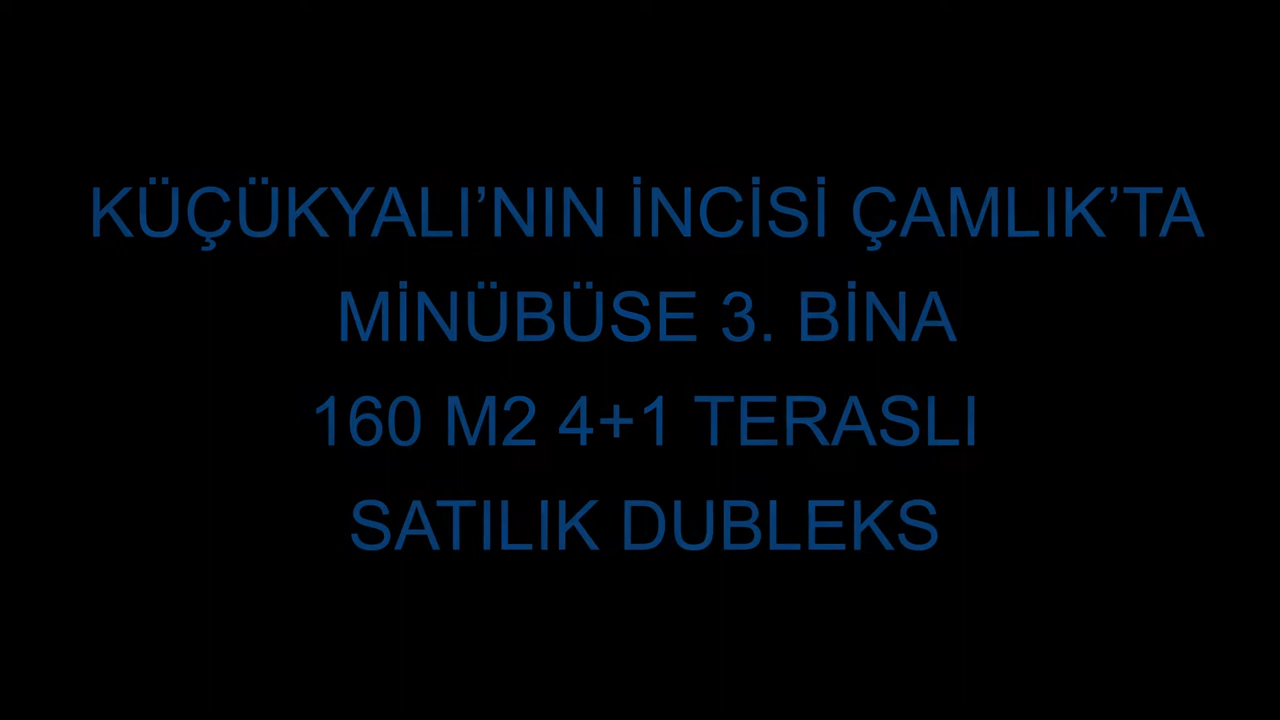 KÜÇÜKYALI’NIN İNCİSİ ÇAMLIK’TA
MİNÜBÜSE 3. BİNA
160 M2 4+1 TERASLI
SATILIK DUBLEKS